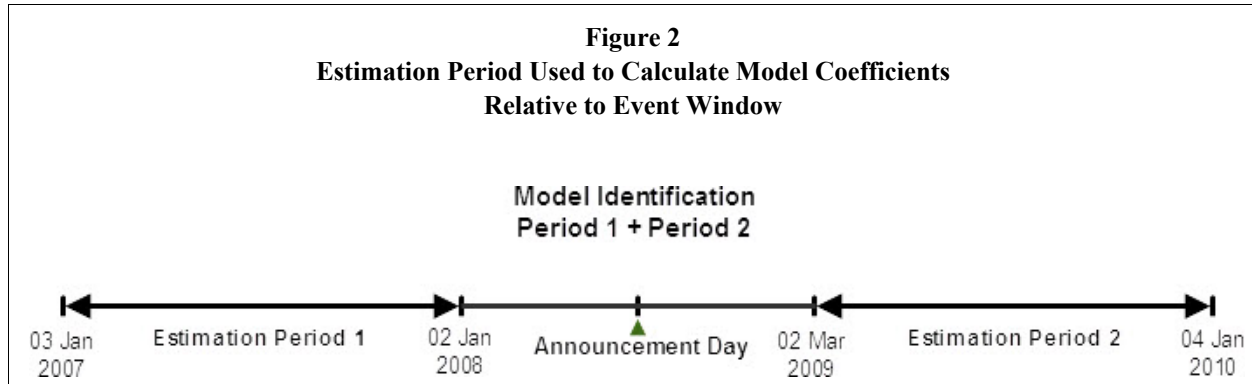 Figure 2
Estimation Period Used to Calculate Model Coefficients
Relative to Event Window
Model Identification
Period 1 + Period 2
03 Jan
2007
Estimation Period 1
02 Jan
2008
Announcement Day
02 Mar
2009
Estimation Period 2
04 Jan
2010